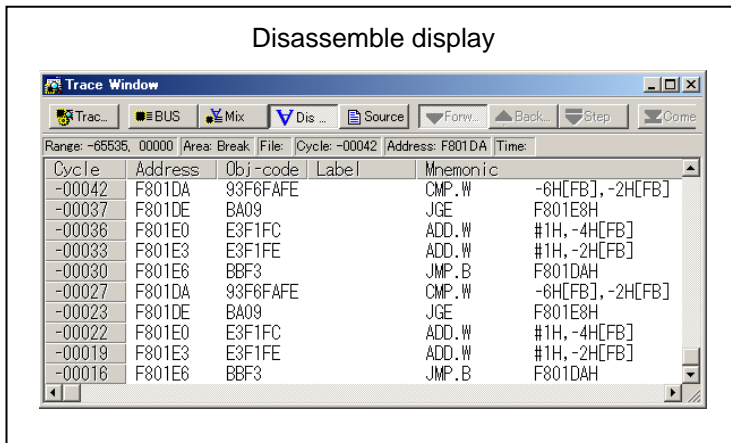 Disassemble display
Trace Window
Trac... BUS Mix Dis ... Source Forw... Back... Step Come
Range: -65535, 00000 Area: Break File: Cycle: -00042 Address: F801DA Time:
Cycle Address Obj-code Label Mnemonic
-00042 F801DA 93F6FAFE CMP.W -6H[FB],-2H[FB]
-00037 F801DE BA09 JGE F801E8H
-00036 F801E0 E3F1FC ADD.W #1H,-4H[FB]
-00033 F801E3 E3F1FE ADD.W #1H,-2H[FB]
-00030 F801E6 BBF3 JMP.B F801DAH
-00027 F801DA 93F6FAFE CMP.W -6H[FB],-2H[FB]
-00023 F801DE BA09 JGE F801E8H
-00022 F801E0 E3F1FC ADD.W #1H,-4H[FB]
-00019 F801E3 E3F1FE ADD.W #1H,-2H[FB]
-00016 F801E6 BBF3 JMP.B F801DAH